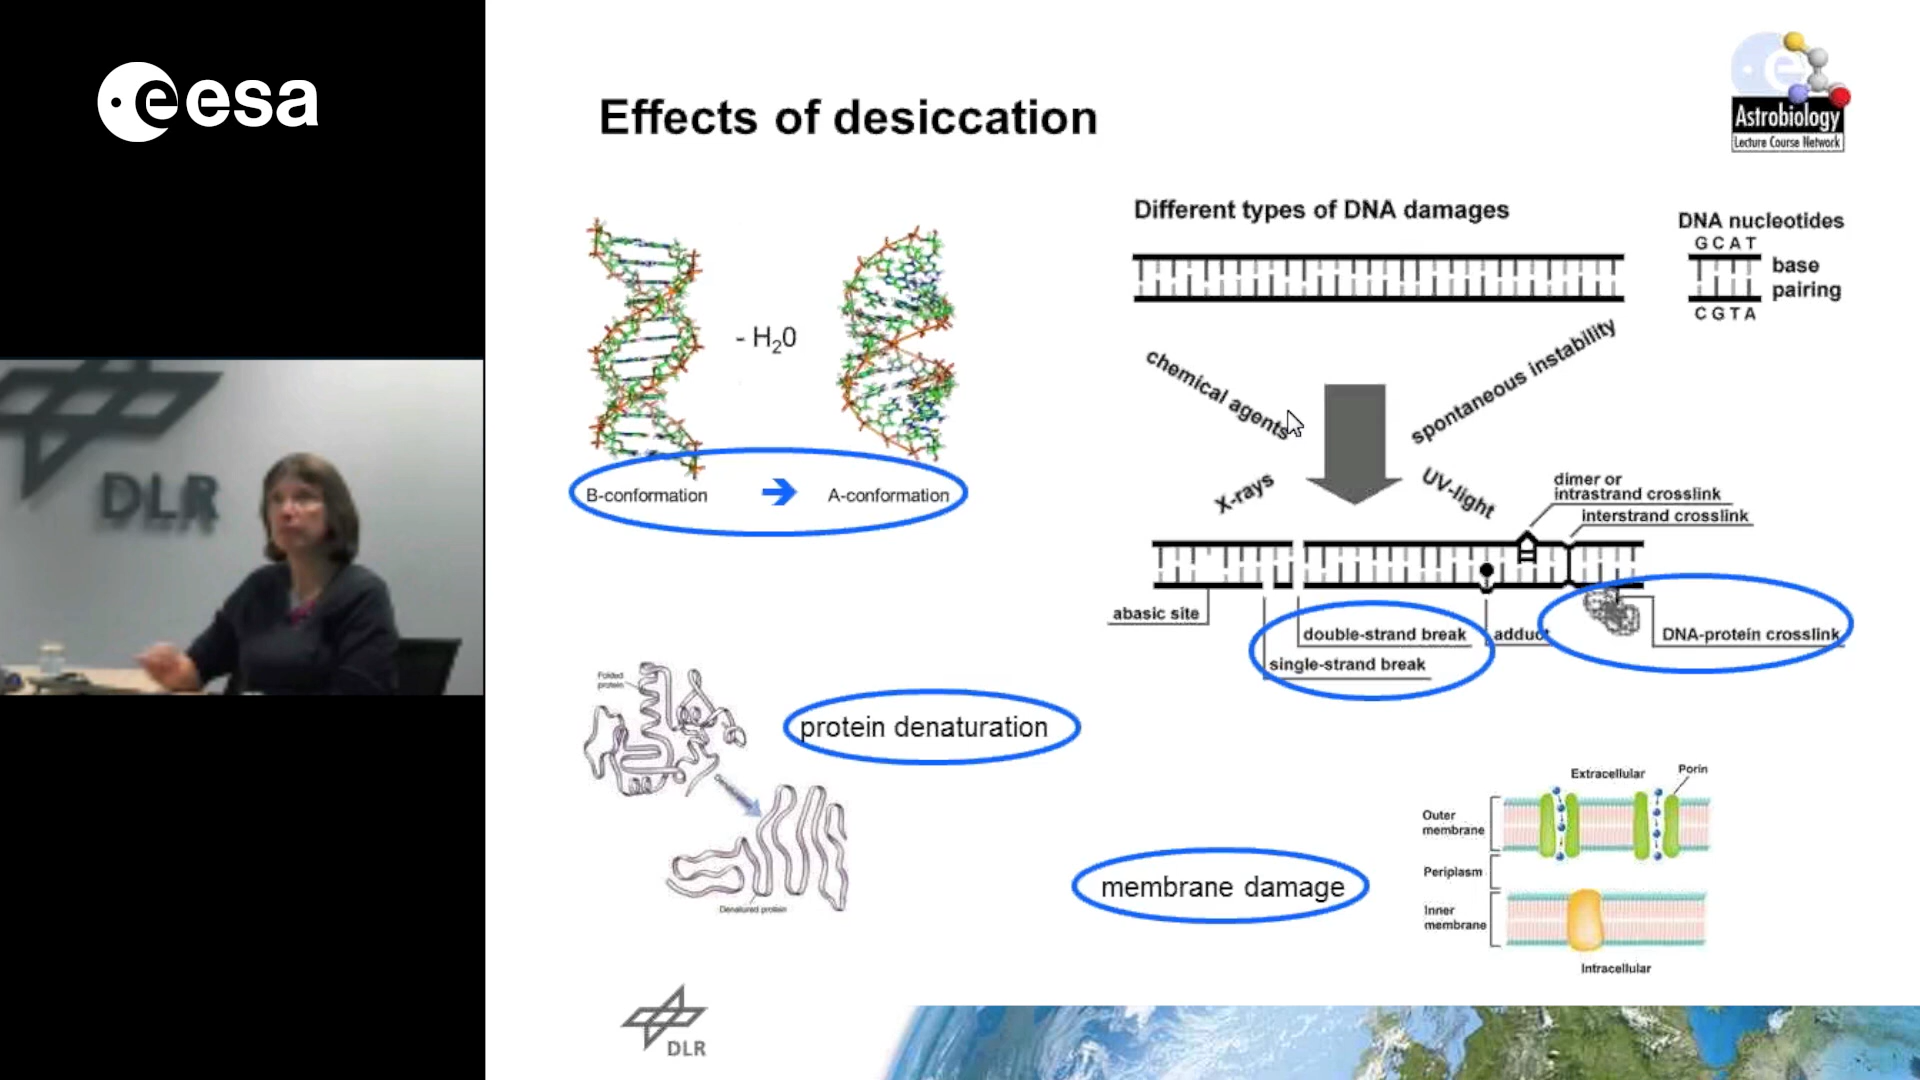 eesa
DLR
Effects of desiccation
Astrobiology
Lecture Course Network
- H₂0
B-conformation
A-conformation
Different types of DNA damages
DNA nucleotides
G C A T
base
pairing
C G T A
chemical agents
spontaneous instability
X-rays
UV-light
dimer or
intrastrand crosslink
interstrand crosslink
abasic site
double-strand break
adduct
DNA-protein crosslink
single-strand break
Folded
protein
protein denaturation
Denatured protein
membrane damage
Extracellular
Porin
Outer
membrane
Periplasm
Inner
membrane
Intracellular
DLR